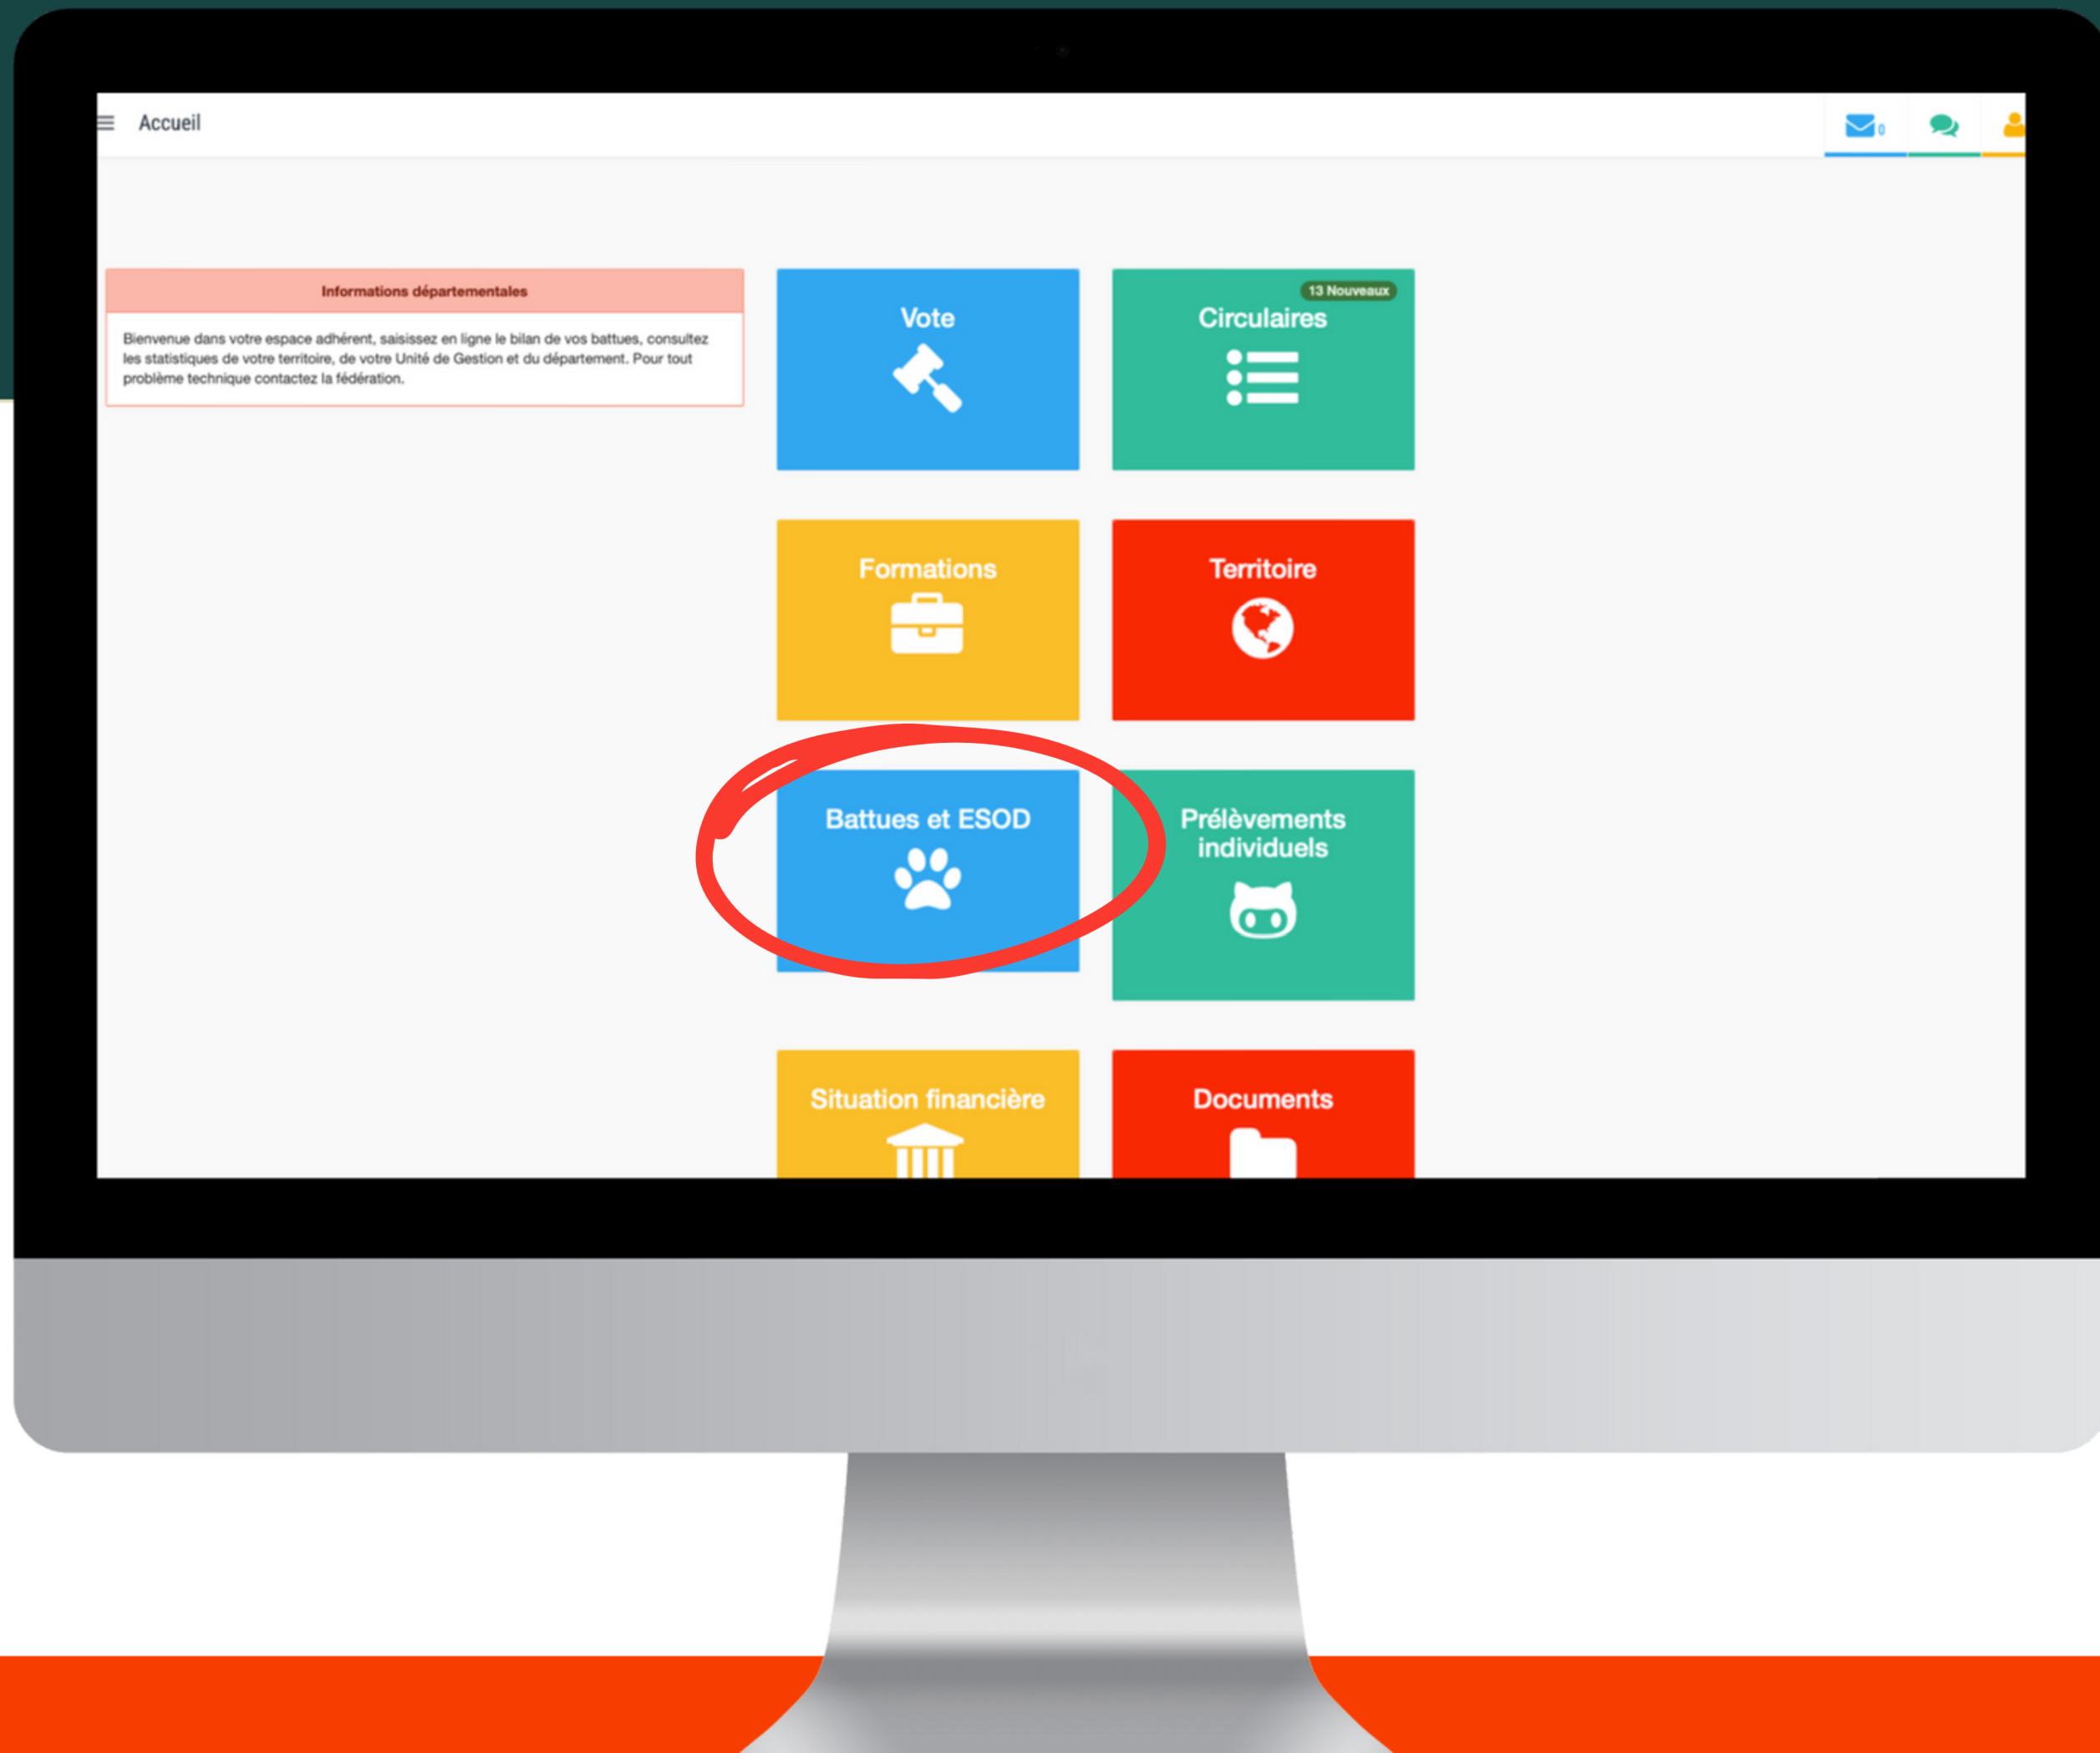 Accueil
0
Informations départementales
Bienvenue dans votre espace adhérent, saisissez en ligne le bilan de vos battues, consultez
les statistiques de votre territoire, de votre Unité de Gestion et du département. Pour tout
problème technique contactez la fédération.
Vote
13 Nouveaux
Circulaires
Formations
Territoire
Battues et ESOD
Prélèvements
individuels
Situation financière
Documents